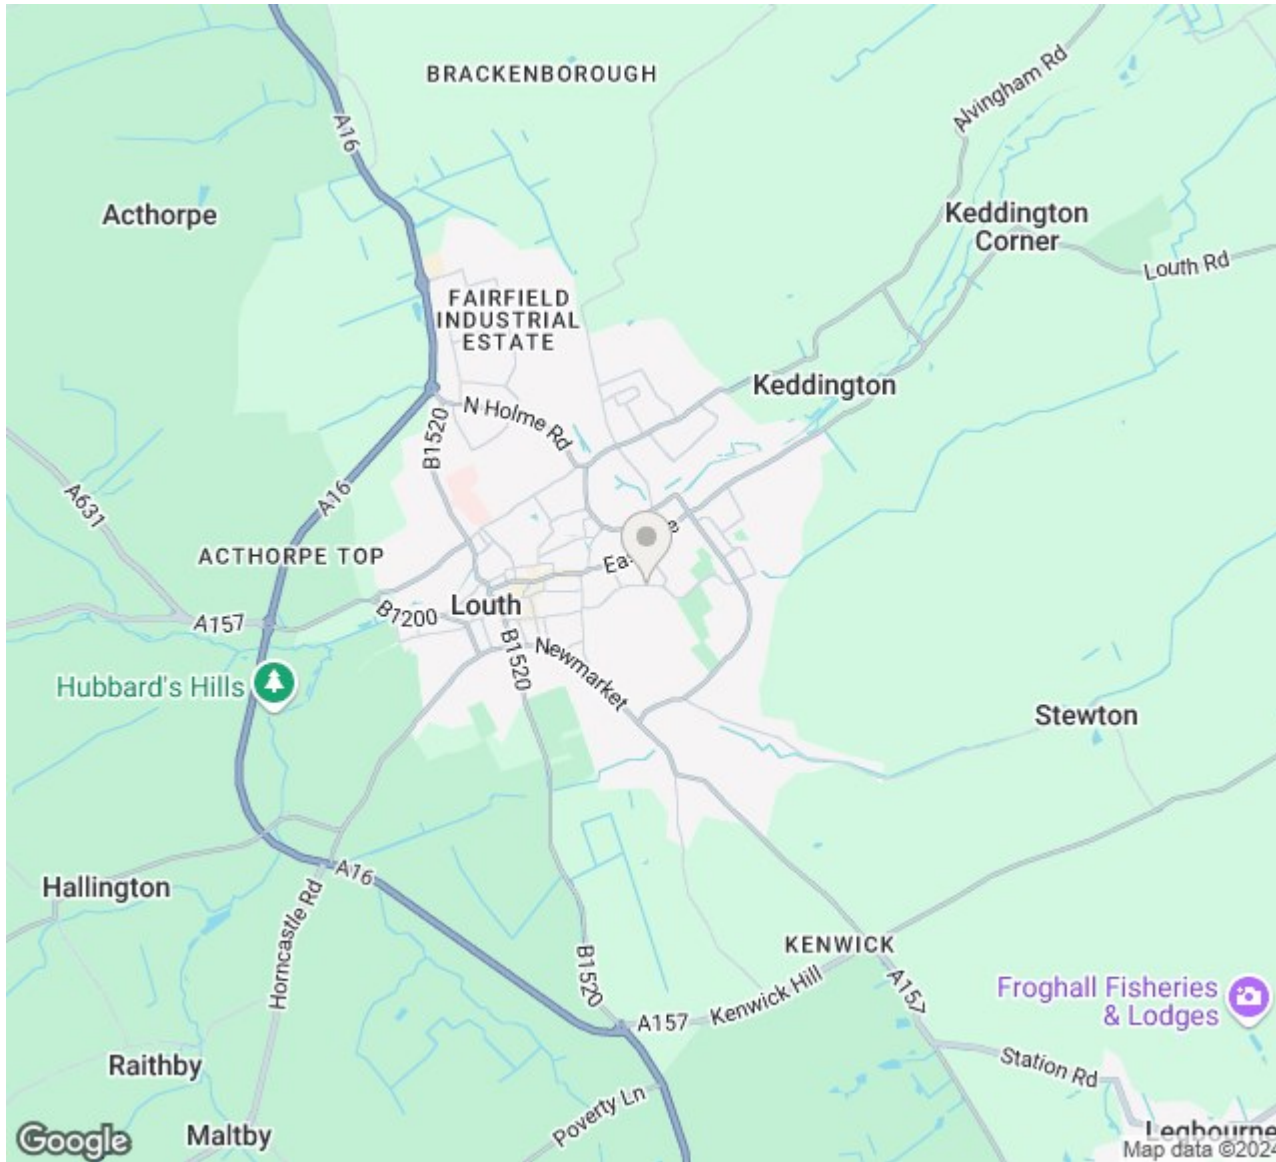 BRACKENBOROUGH
Alvingham Rd
A16
Acthorpe
Keddington
Corner
Louth Rd
FAIRFIELD
INDUSTRIAL
ESTATE
Keddington
N Holme Rd
B1520
A631
A16
ACTHORPE TOP
A157
B1200
Louth
B1520
Newmarket
Hubbard's Hills
Stewton
Hallington
A16
Horncastle Rd
B1520
KENWICK
A157
Kenwick Hill
A157
Froghall Fisheries
& Lodges
Station Rd
Raithby
Poverty Ln
Maltby
Legbourne
Google
Map data ©2024